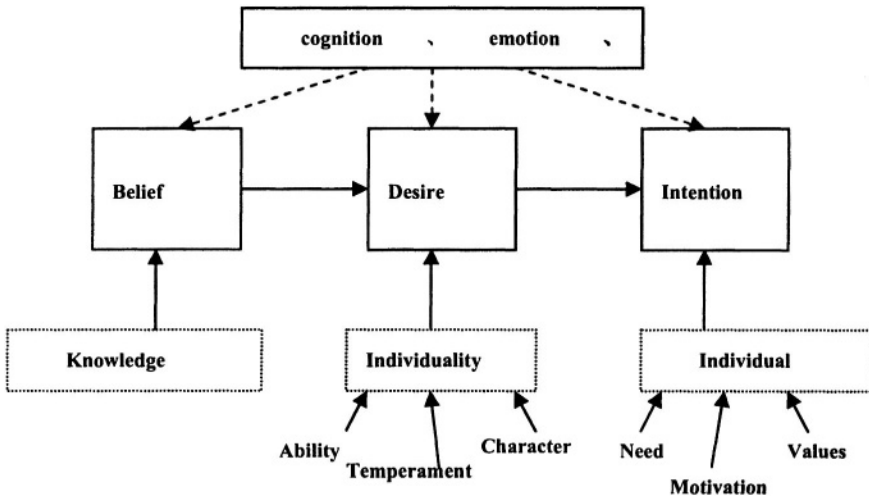 cognition 、 emotion 、
Belief
Desire
Intention
Knowledge
Individuality
Individual
Ability
Temperament
Character
Need
Motivation
Values